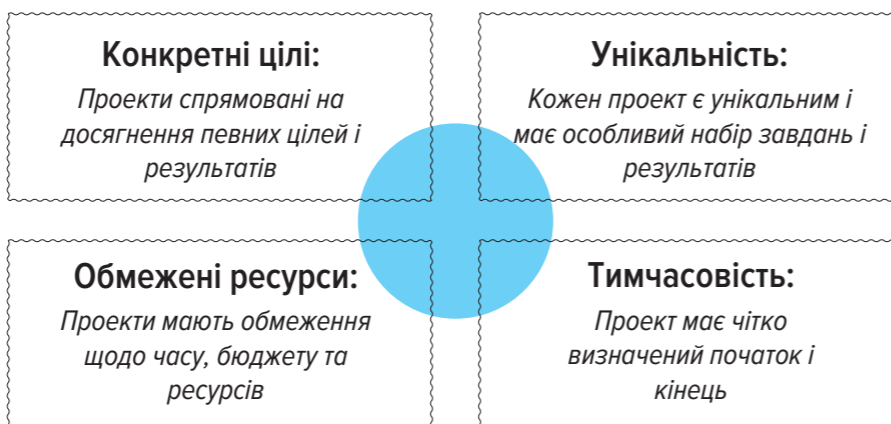 Конкретні цілі:
Проекти спрямовані на
досягнення певних цілей і
результатів
Унікальність:
Кожен проект є унікальним і
має особливий набір завдань і
результатів
Обмежені ресурси:
Проекти мають обмеження
щодо часу, бюджету та
ресурсів
Тимчасовість:
Проект має чітко
визначений початок і
кінець